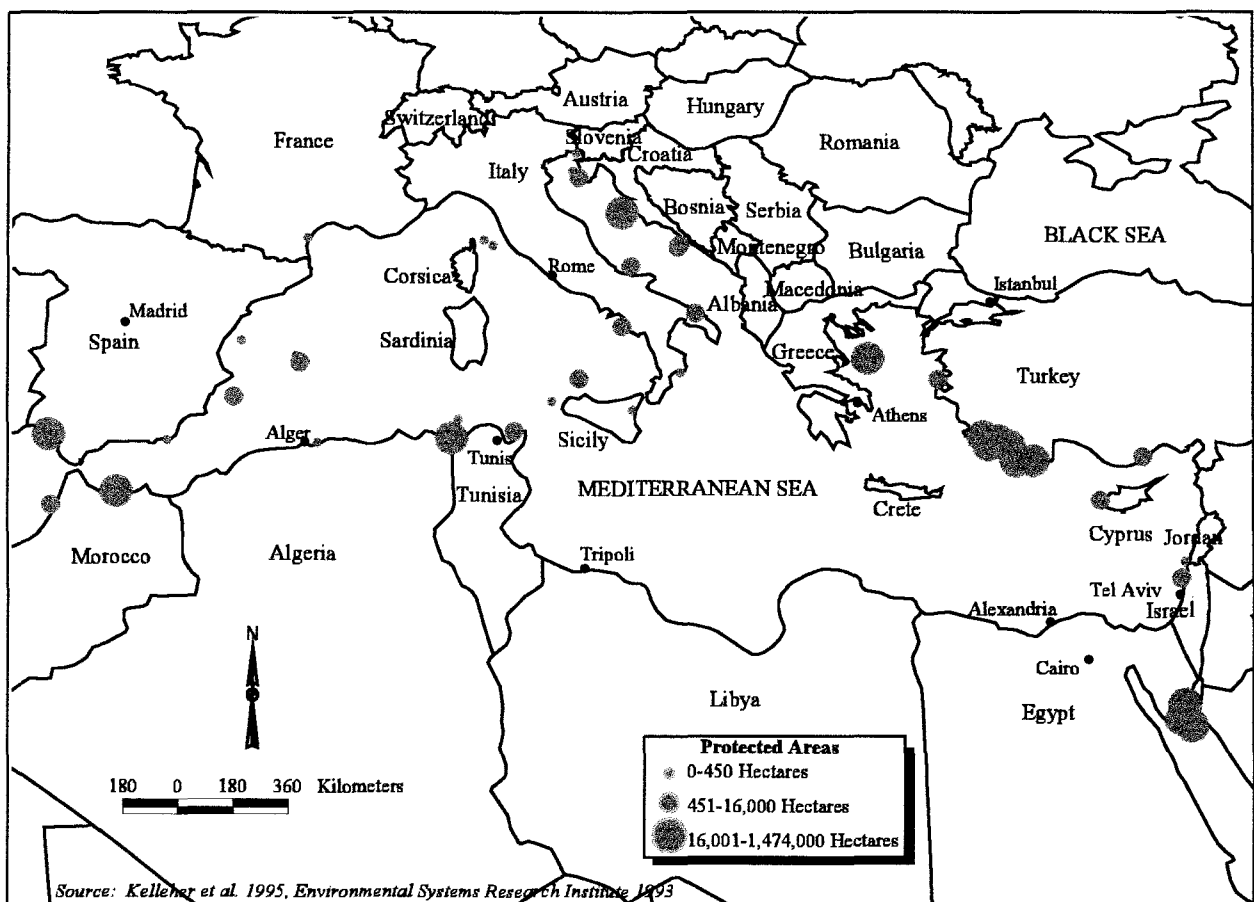 Austria
Hungary
Switzerland
France
Slovenia
Romania
Croatia
Italy
Bosnia
Serbia
BLACK SEA
Montenegro
Bulgaria
Corsica
Rome
Macedonia
Istanbul
Albania
Madrid
Spain
Sardinia
Greece
Turkey
Athens
Alger
Sicily
Tunis
Tunisia
MEDITERRANEAN SEA
Crete
Cyprus
Jordan
Morocco
Algeria
Tripoli
Tel Aviv
Israel
Alexandria
N
Cairo
Libya
Egypt
Protected Areas
0-450 Hectares
451-16,000 Hectares
16,001-1,474,000 Hectares
180 0 180 360 Kilometers
Source: Kelleher et al. 1995, Environmental Systems Research Institute 1993